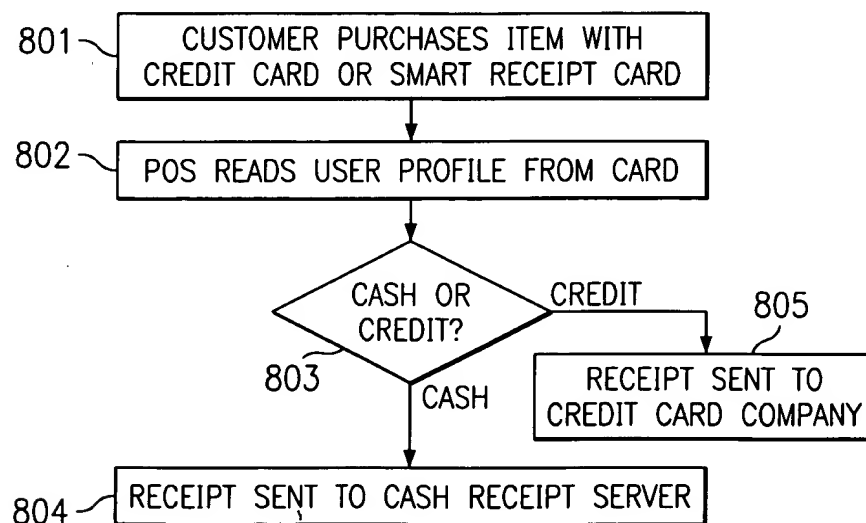 801
CUSTOMER PURCHASES ITEM WITH
CREDIT CARD OR SMART RECEIPT CARD
802
POS READS USER PROFILE FROM CARD
CASH OR
CREDIT?
803
CREDIT
805
RECEIPT SENT TO
CREDIT CARD COMPANY
CASH
804
RECEIPT SENT TO CASH RECEIPT SERVER